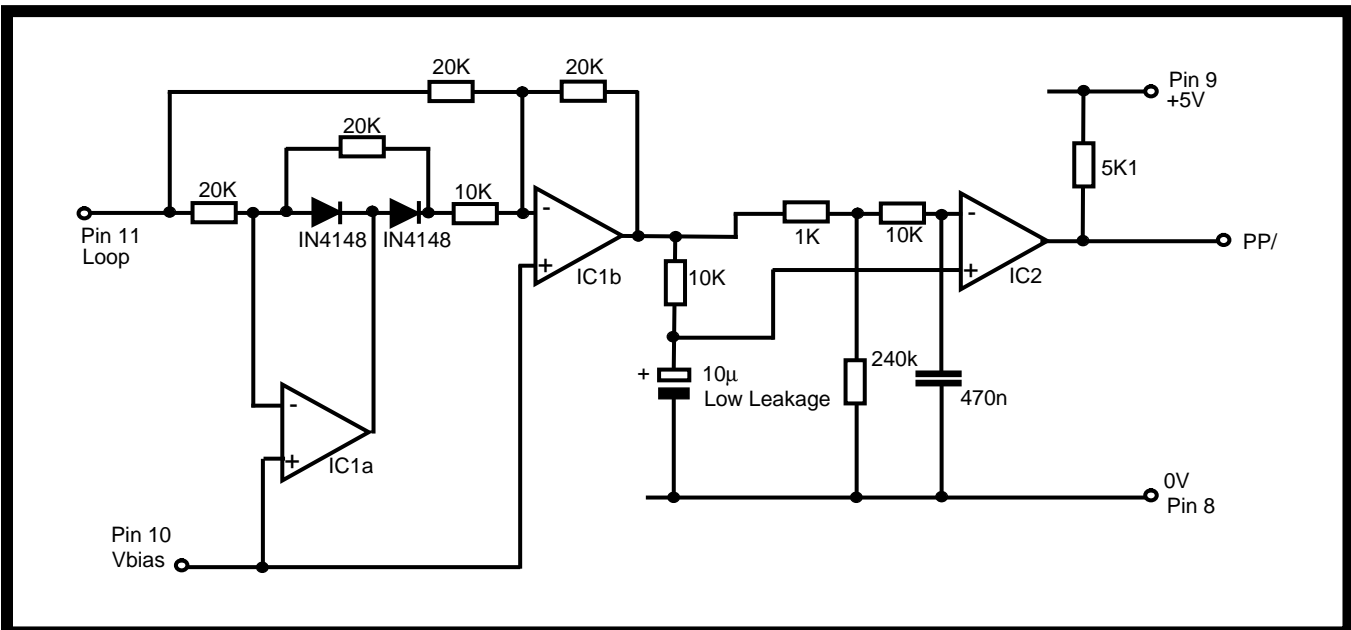 20K
20K
Pin 9
+5V
20K
5K1
20K
10K
-
-
IN4148
IN4148
1K
10K
PP/
Pin 11
Loop
+
IC1b
10K
+
IC2
240k
+
10µ
Low Leakage
470n
-
+
IC1a
0V
Pin 8
Pin 10
Vbias